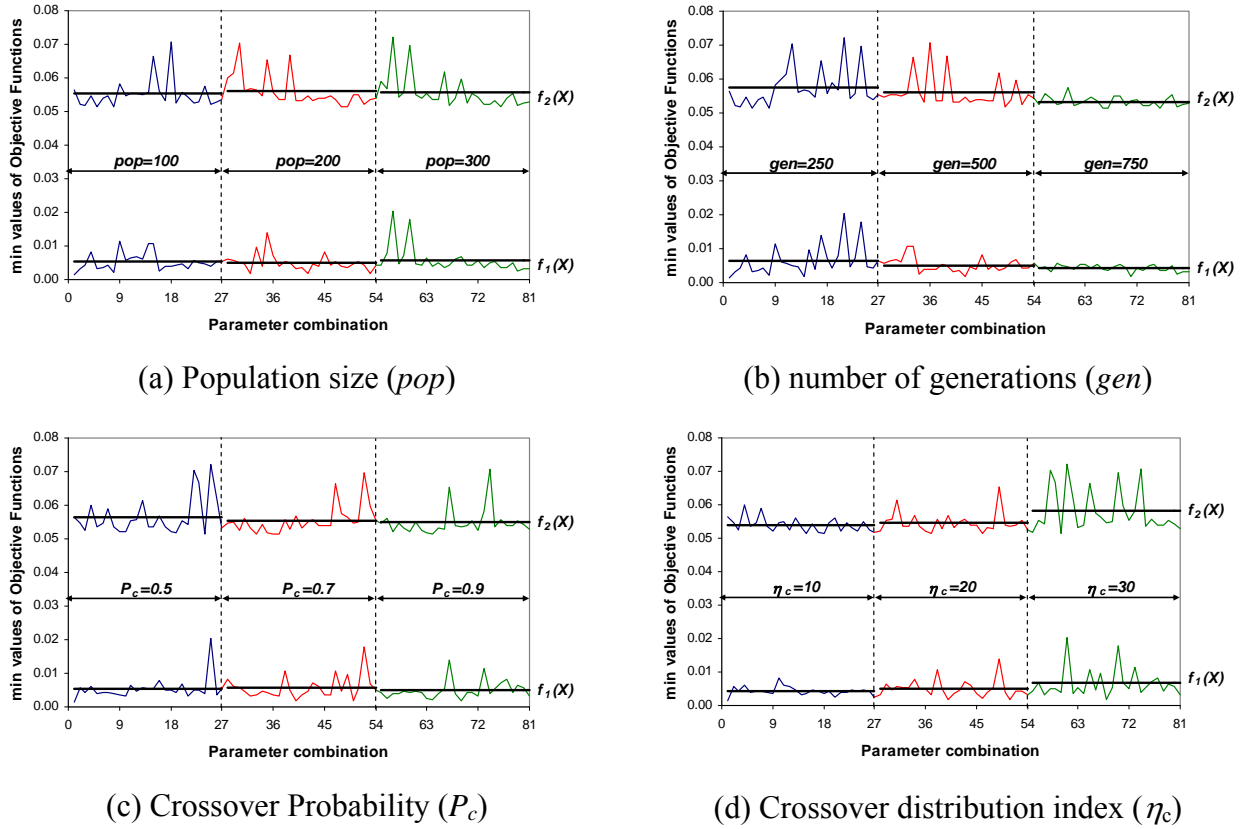 min values of Objective Functions
0.08
0.07
0.06
0.05
0.04
0.03
0.02
0.01
0.00
f2(X)
pop=100 pop=200 pop=300
f1(X)
0 9 18 27 36 45 54 63 72 81
Parameter combination
(a) Population size (pop)
min values of Objective Functions
0.08
0.07
0.06
0.05
0.04
0.03
0.02
0.01
0.00
f2(X)
gen=250 gen=500 gen=750
f1(X)
0 9 18 27 36 45 54 63 72 81
Parameter combination
(b) number of generations (gen)
min values of Objective Functions
0.08
0.07
0.06
0.05
0.04
0.03
0.02
0.01
0.00
f2(X)
Pc=0.5 Pc=0.7 Pc=0.9
f1(X)
0 9 18 27 36 45 54 63 72 81
Parameter combination
(c) Crossover Probability (Pc)
min values of Objective Functions
0.08
0.07
0.06
0.05
0.04
0.03
0.02
0.01
0.00
f2(X)
ηc=10 ηc=20 ηc=30
f1(X)
0 9 18 27 36 45 54 63 72 81
Parameter combination
(d) Crossover distribution index (ηc)